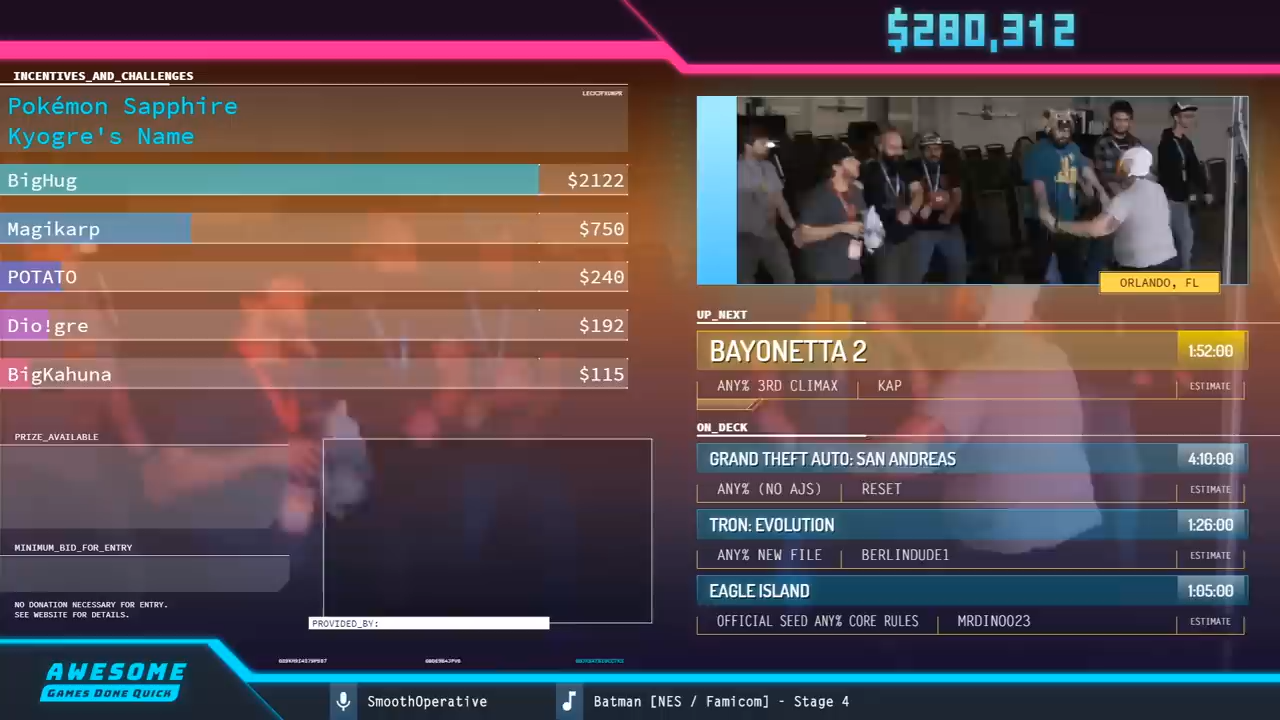 $280,312
INCENTIVES_AND_CHALLENGES
Pokémon Sapphire
Kyogre's Name
BigHug $2122
Magikarp $750
POTATO $240
Dio!gre $192
BigKahuna $115
PRIZE_AVAILABLE
MINIMUM_BID_FOR_ENTRY
NO DONATION NECESSARY FOR ENTRY.
SEE WEBSITE FOR DETAILS.
PROVIDED_BY:
ORLANDO, FL
UP_NEXT
BAYONETTA 2 1:52:00
ANY% 3RD CLIMAX KAP ESTIMATE
ON_DECK
GRAND THEFT AUTO: SAN ANDREAS 4:10:00
ANY% (NO AJS) RESET ESTIMATE
TRON: EVOLUTION 1:26:00
ANY% NEW FILE BERLINDUDE1 ESTIMATE
EAGLE ISLAND 1:05:00
OFFICIAL SEED ANY% CORE RULES MRDINO023 ESTIMATE
AWESOME
GAMES DONE QUICK
SmoothOperative
Batman [NES / Famicom] - Stage 4